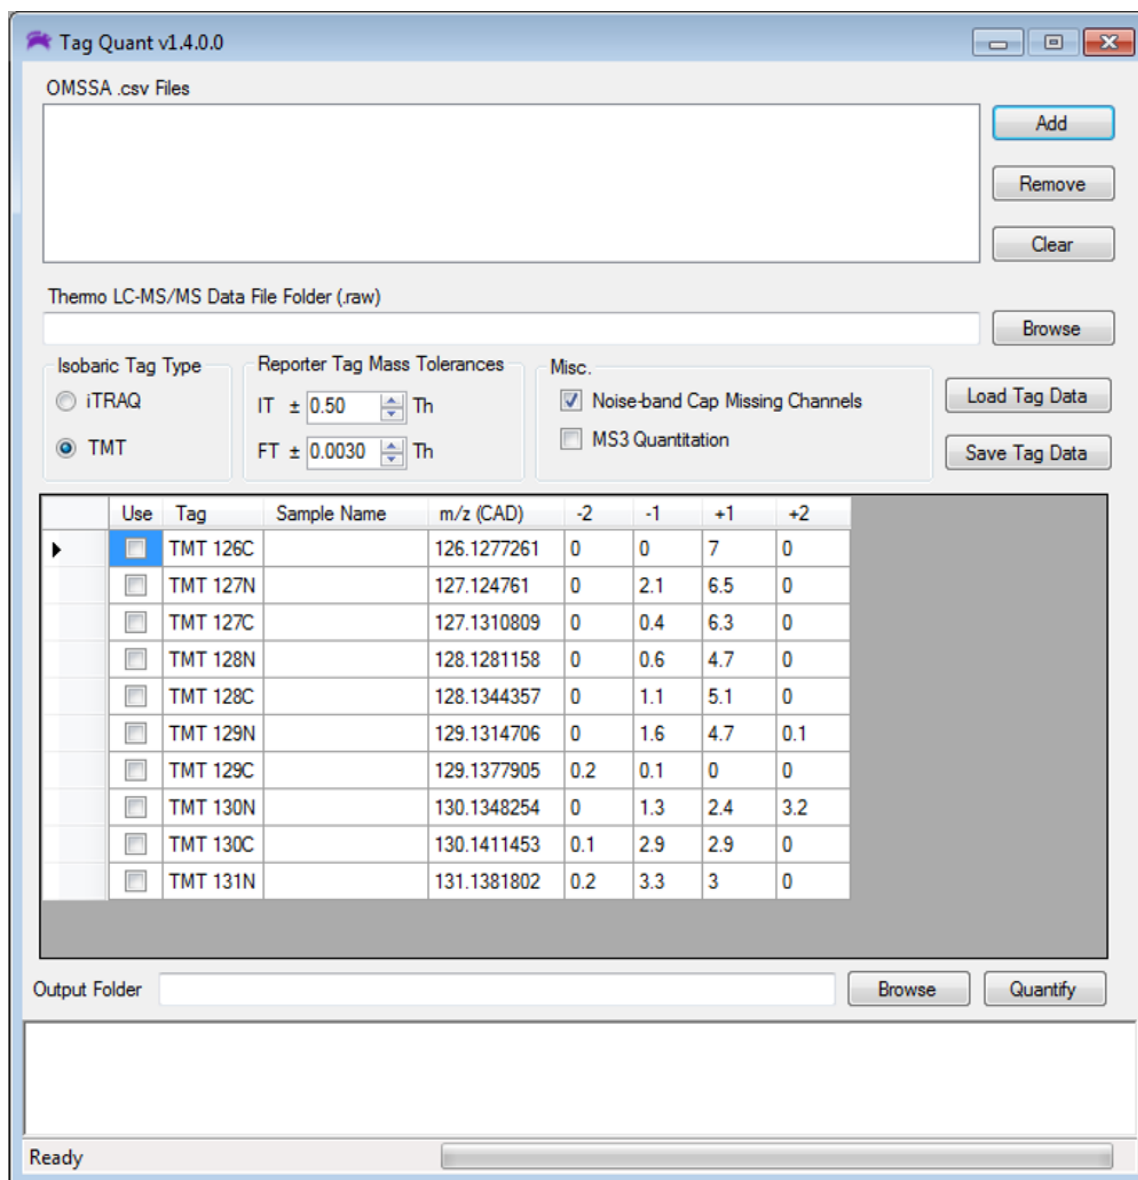 Tag Quant v1.4.0.0
OMSSA .csv Files
Add
Remove
Clear
Thermo LC-MS/MS Data File Folder (.raw)
Browse
Isobaric Tag Type
iTRAQ
TMT
Reporter Tag Mass Tolerances
IT ± 0.50 Th
FT ± 0.0030 Th
Misc.
Noise-band Cap Missing Channels
MS3 Quantitation
Load Tag Data
Save Tag Data
Use Tag Sample Name m/z (CAD) -2 -1 +1 +2
TMT 126C 126.1277261 0 0 7 0
TMT 127N 127.124761 0 2.1 6.5 0
TMT 127C 127.1310809 0 0.4 6.3 0
TMT 128N 128.1281158 0 0.6 4.7 0
TMT 128C 128.1344357 0 1.1 5.1 0
TMT 129N 129.1314706 0 1.6 4.7 0.1
TMT 129C 129.1377905 0.2 0.1 0 0
TMT 130N 130.1348254 0 1.3 2.4 3.2
TMT 130C 130.1411453 0.1 2.9 2.9 0
TMT 131N 131.1381802 0.2 3.3 3 0
Output Folder
Browse
Quantify
Ready